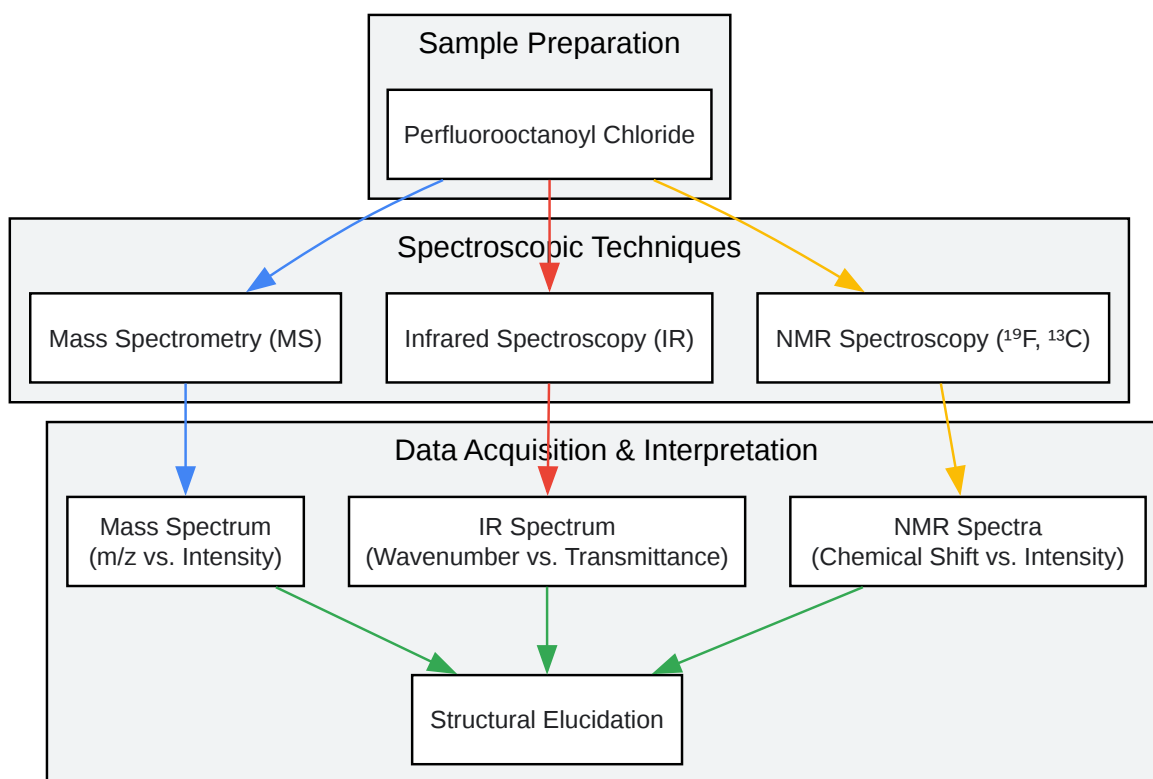 Sample Preparation
Perfluorooctanoyl Chloride
Spectroscopic Techniques
Mass Spectrometry (MS)
Infrared Spectroscopy (IR)
NMR Spectroscopy (¹⁹F, ¹³C)
Data Acquisition & Interpretation
Mass Spectrum
(m/z vs. Intensity)
IR Spectrum
(Wavenumber vs. Transmittance)
NMR Spectra
(Chemical Shift vs. Intensity)
Structural Elucidation